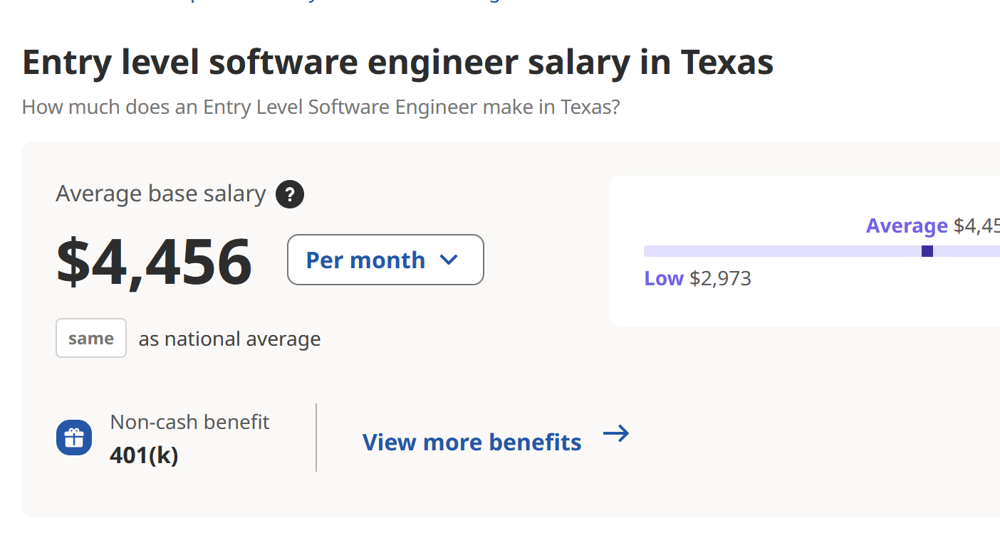 Entry level software engineer salary in Texas
How much does an Entry Level Software Engineer make in Texas?
Average base salary ?
$4,456 Per month
same as national average
Average $4,45
Low $2,973
Non-cash benefit
401(k)
View more benefits →